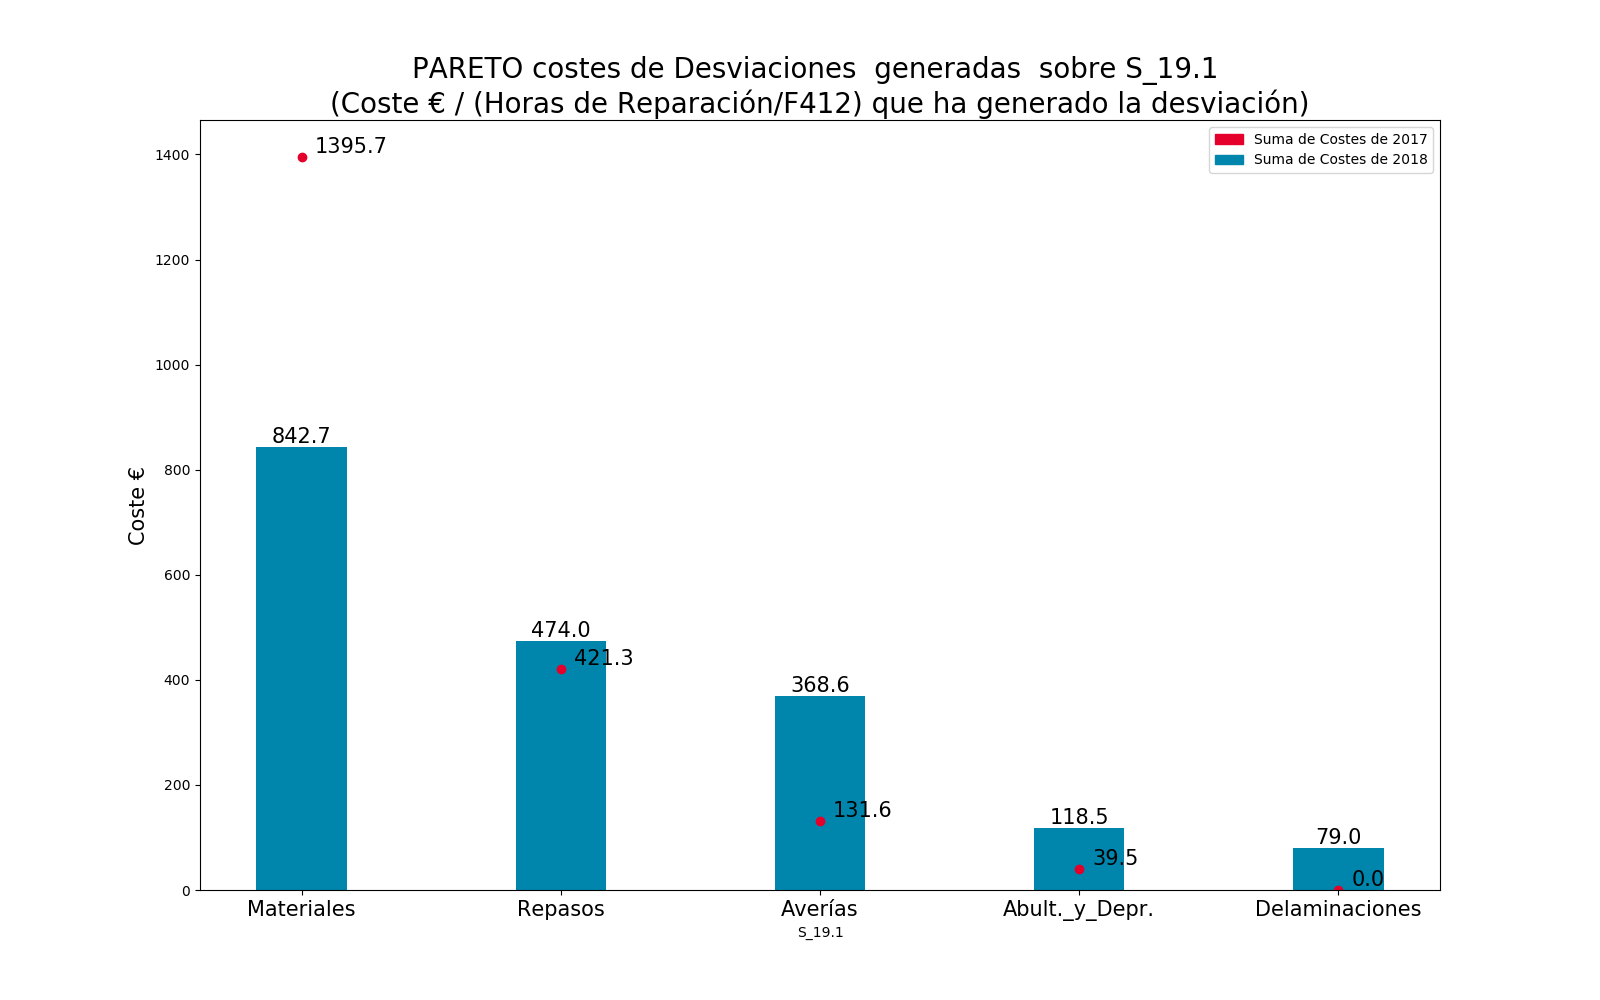 PARETO costes de Desviaciones  generadas  sobre S_19.1
(Coste € / (Horas de Reparación/F412) que ha generado la desviación)
Suma de Costes de 2017
Suma de Costes de 2018
Coste €
1400
1200
1000
800
600
400
200
0
1395.7
842.7
474.0
421.3
368.6
131.6
118.5
39.5
79.0
0.0
Materiales
Repasos
Averías
Abult._y_Depr.
Delaminaciones
S_19.1